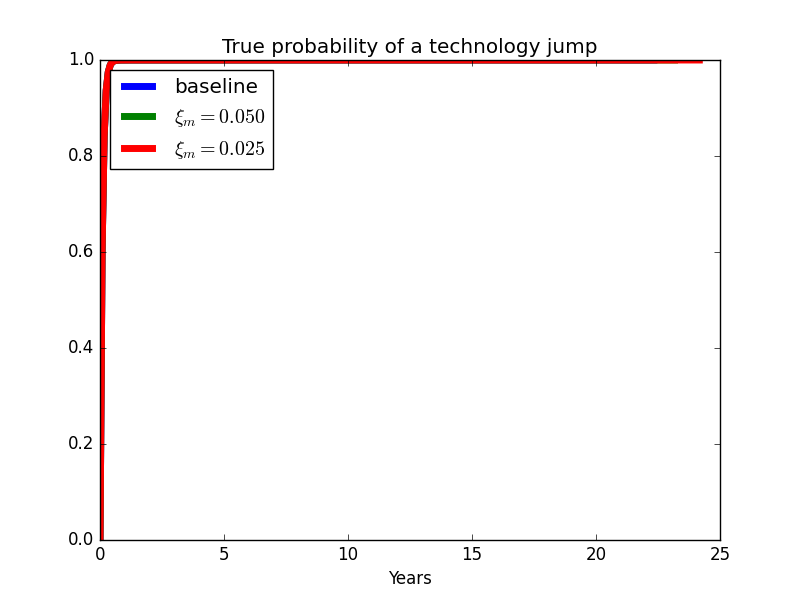 True probability of a technology jump
1.0
baseline
ξₘ = 0.050
ξₘ = 0.025
0.8
0.6
0.4
0.2
0.0
0 5 10 15 20 25
Years